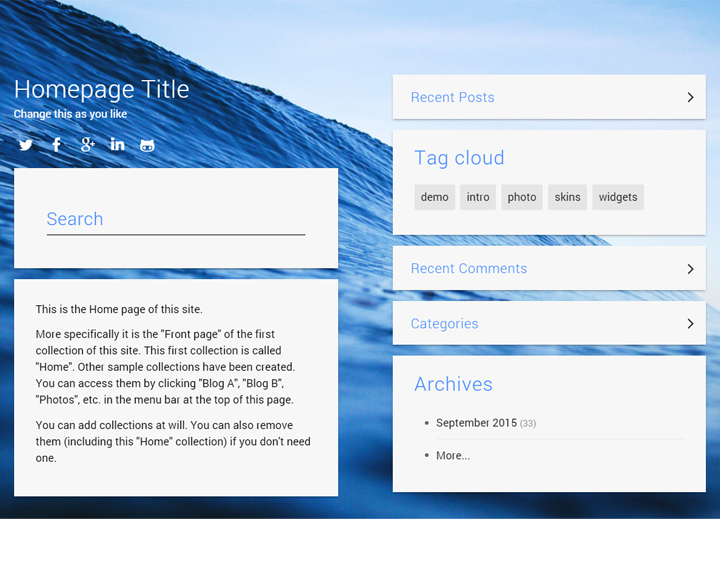 Homepage Title
Change this as you like
Search
This is the Home page of this site.
More specifically it is the "Front page" of the first
collection of this site. This first collection is called
"Home". Other sample collections have been created.
You can access them by clicking "Blog A", "Blog B",
"Photos", etc. in the menu bar at the top of this page.
You can add collections at will. You can also remove
them (including this "Home" collection) if you don't need
one.
Recent Posts
Tag cloud
demo intro photo skins widgets
Recent Comments
Categories
Archives
September 2015 (33)
More...